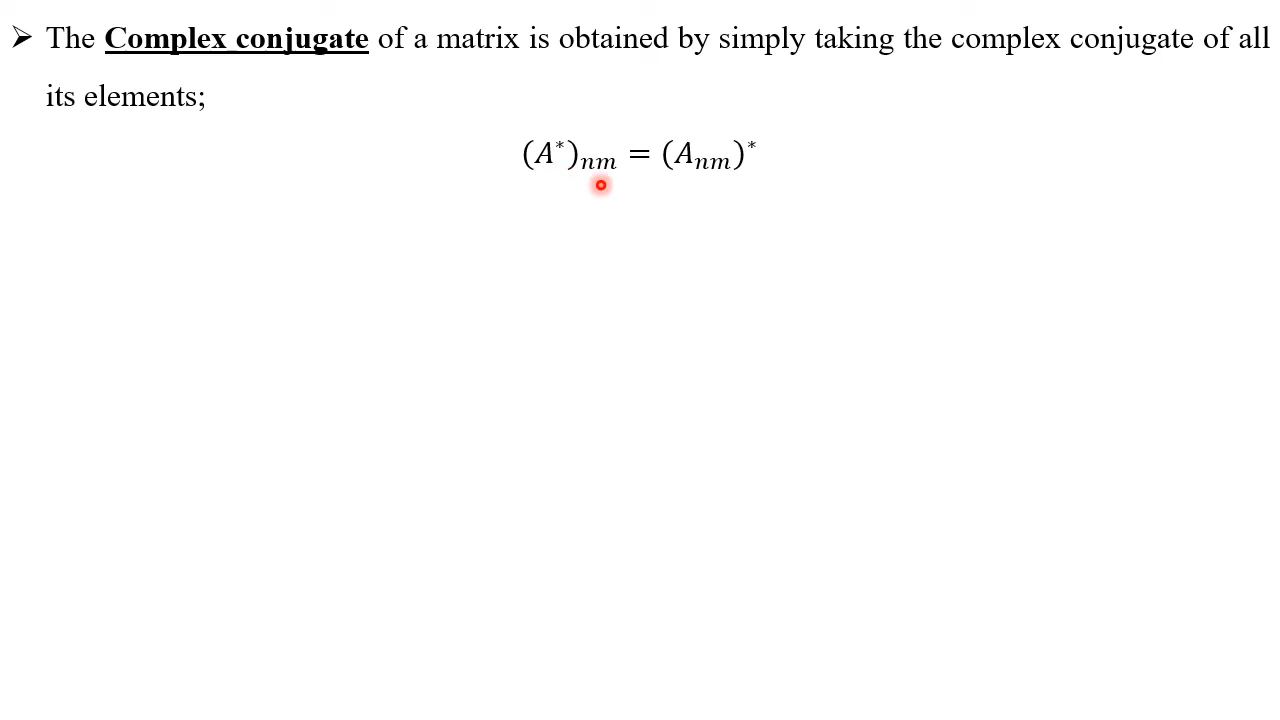 ➢ The Complex conjugate of a matrix is obtained by simply taking the complex conjugate of all
its elements;
(A*)nm = (Anm)*